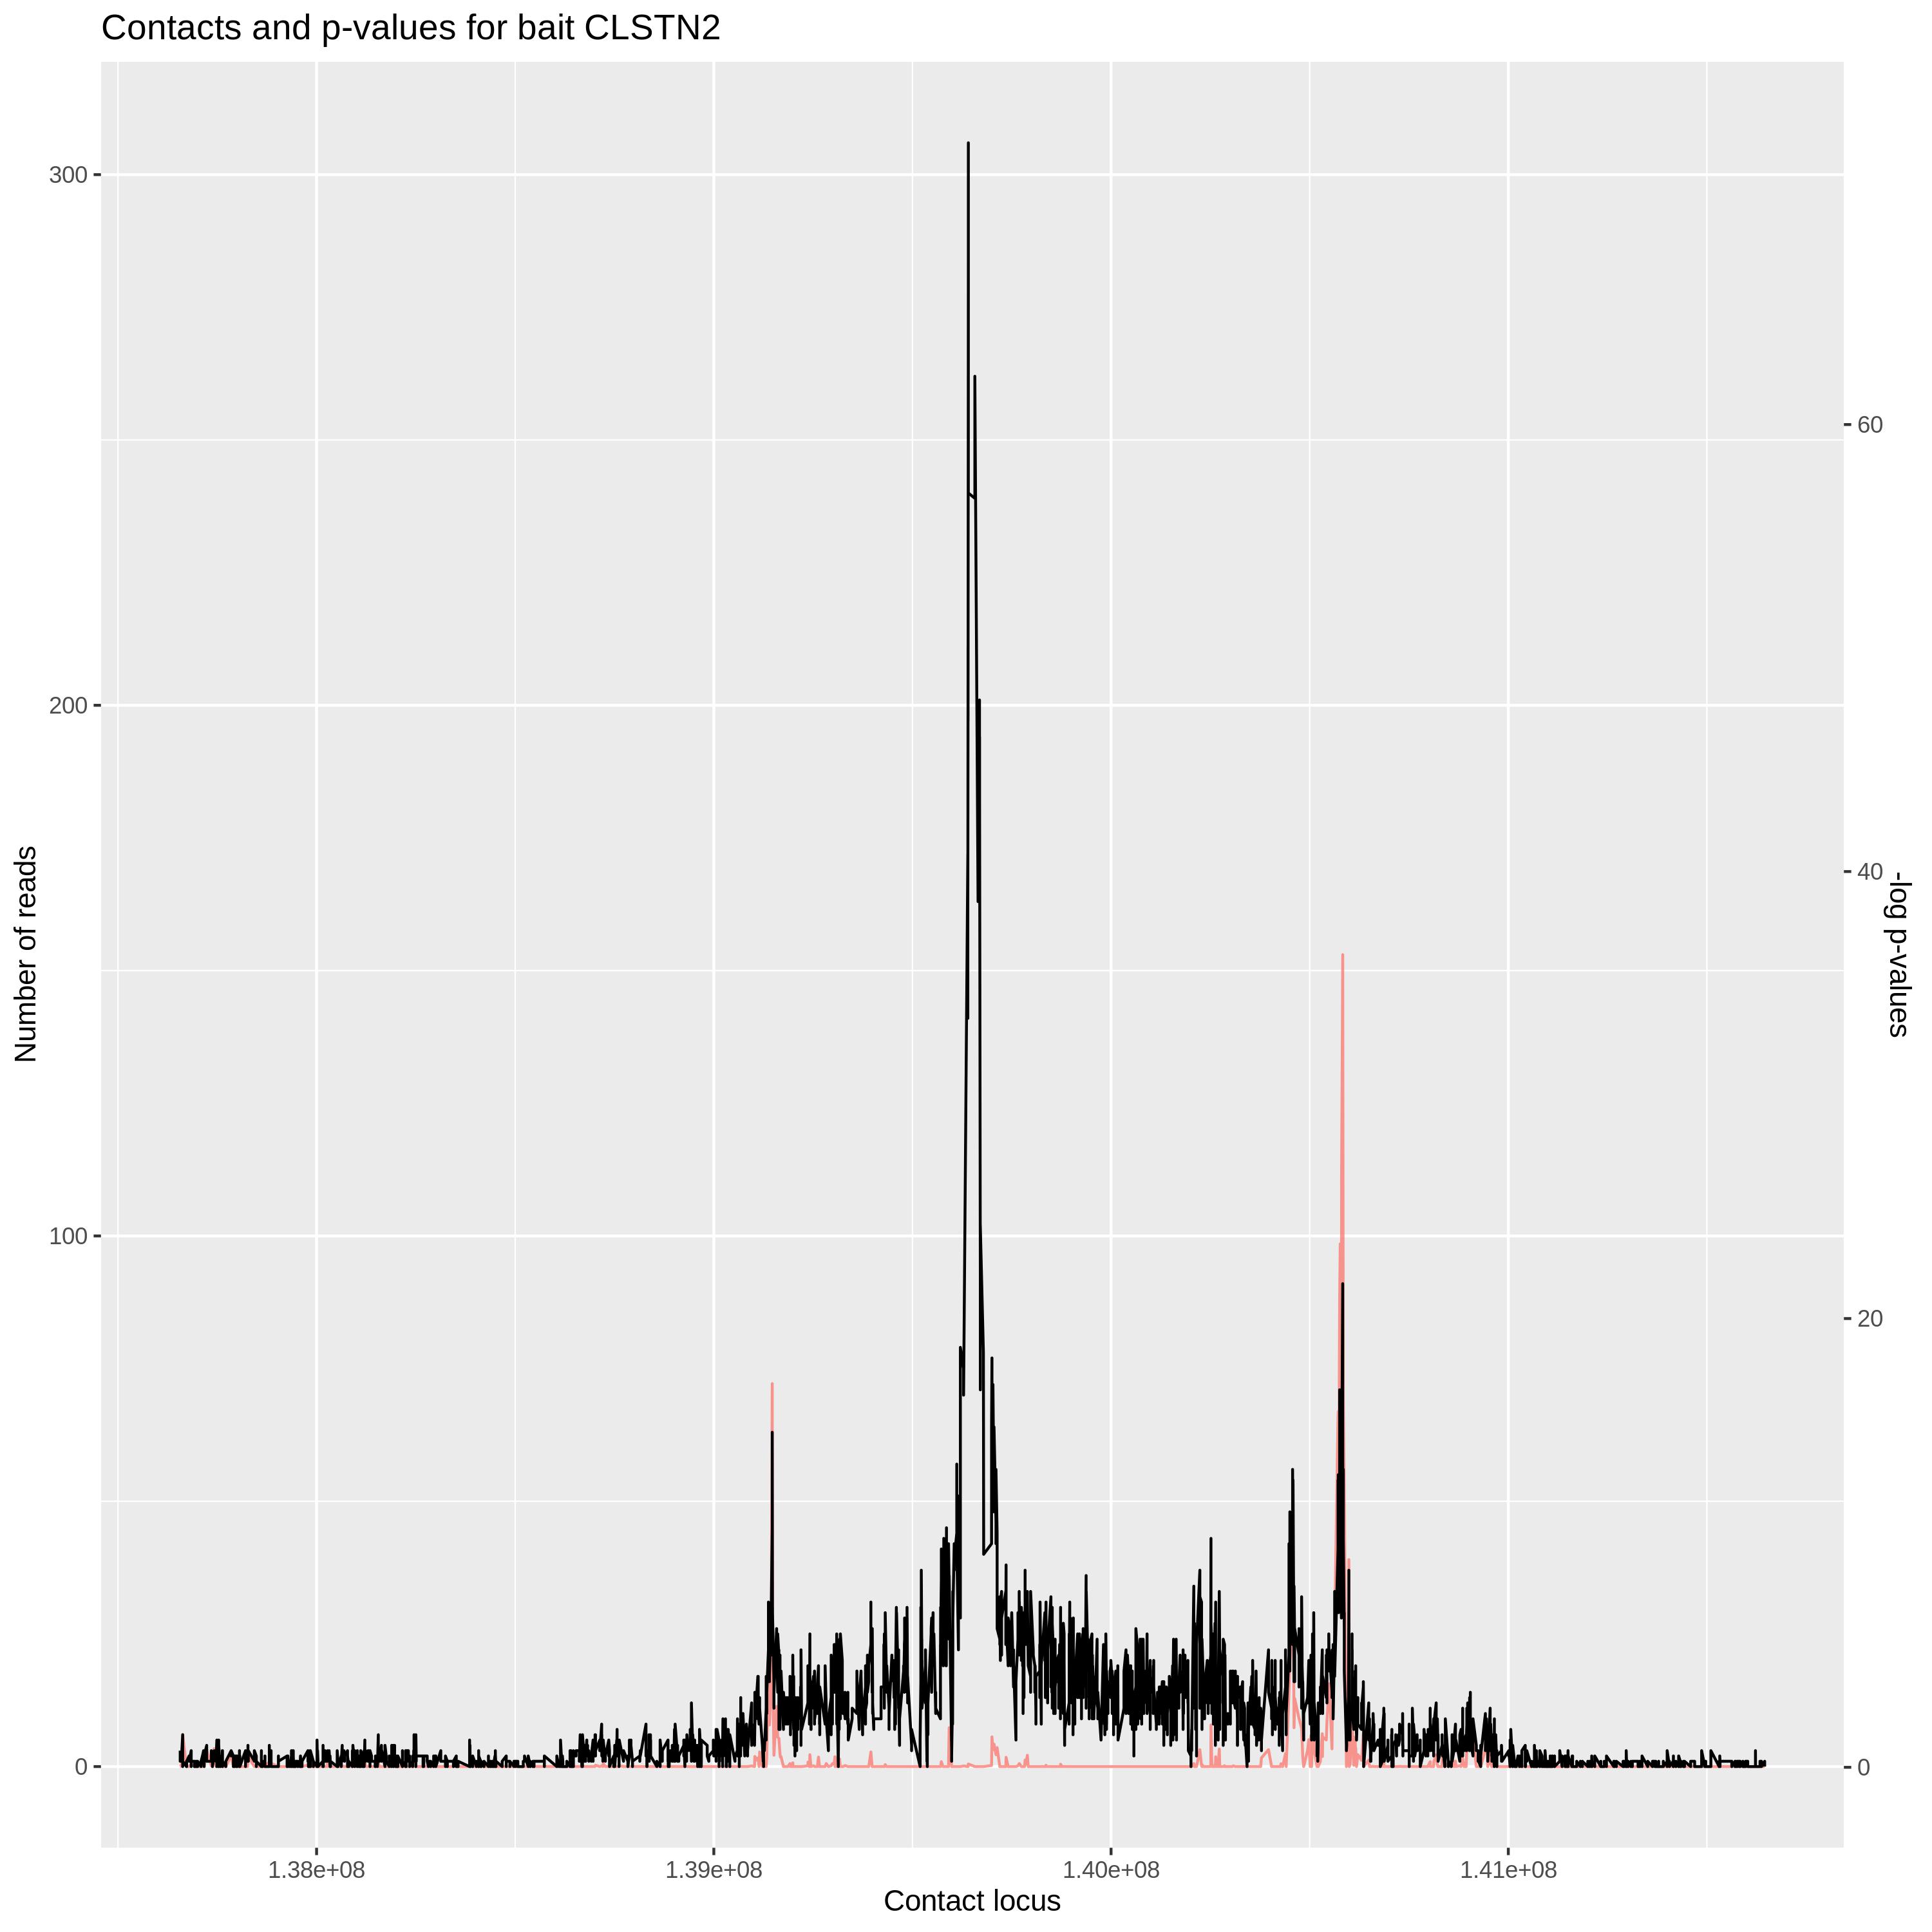 Contacts and p-values for bait CLSTN2
300
200
100
0
Number of reads
60
40
20
0
-log p-values
1.38e+08
1.39e+08
1.40e+08
1.41e+08
Contact locus